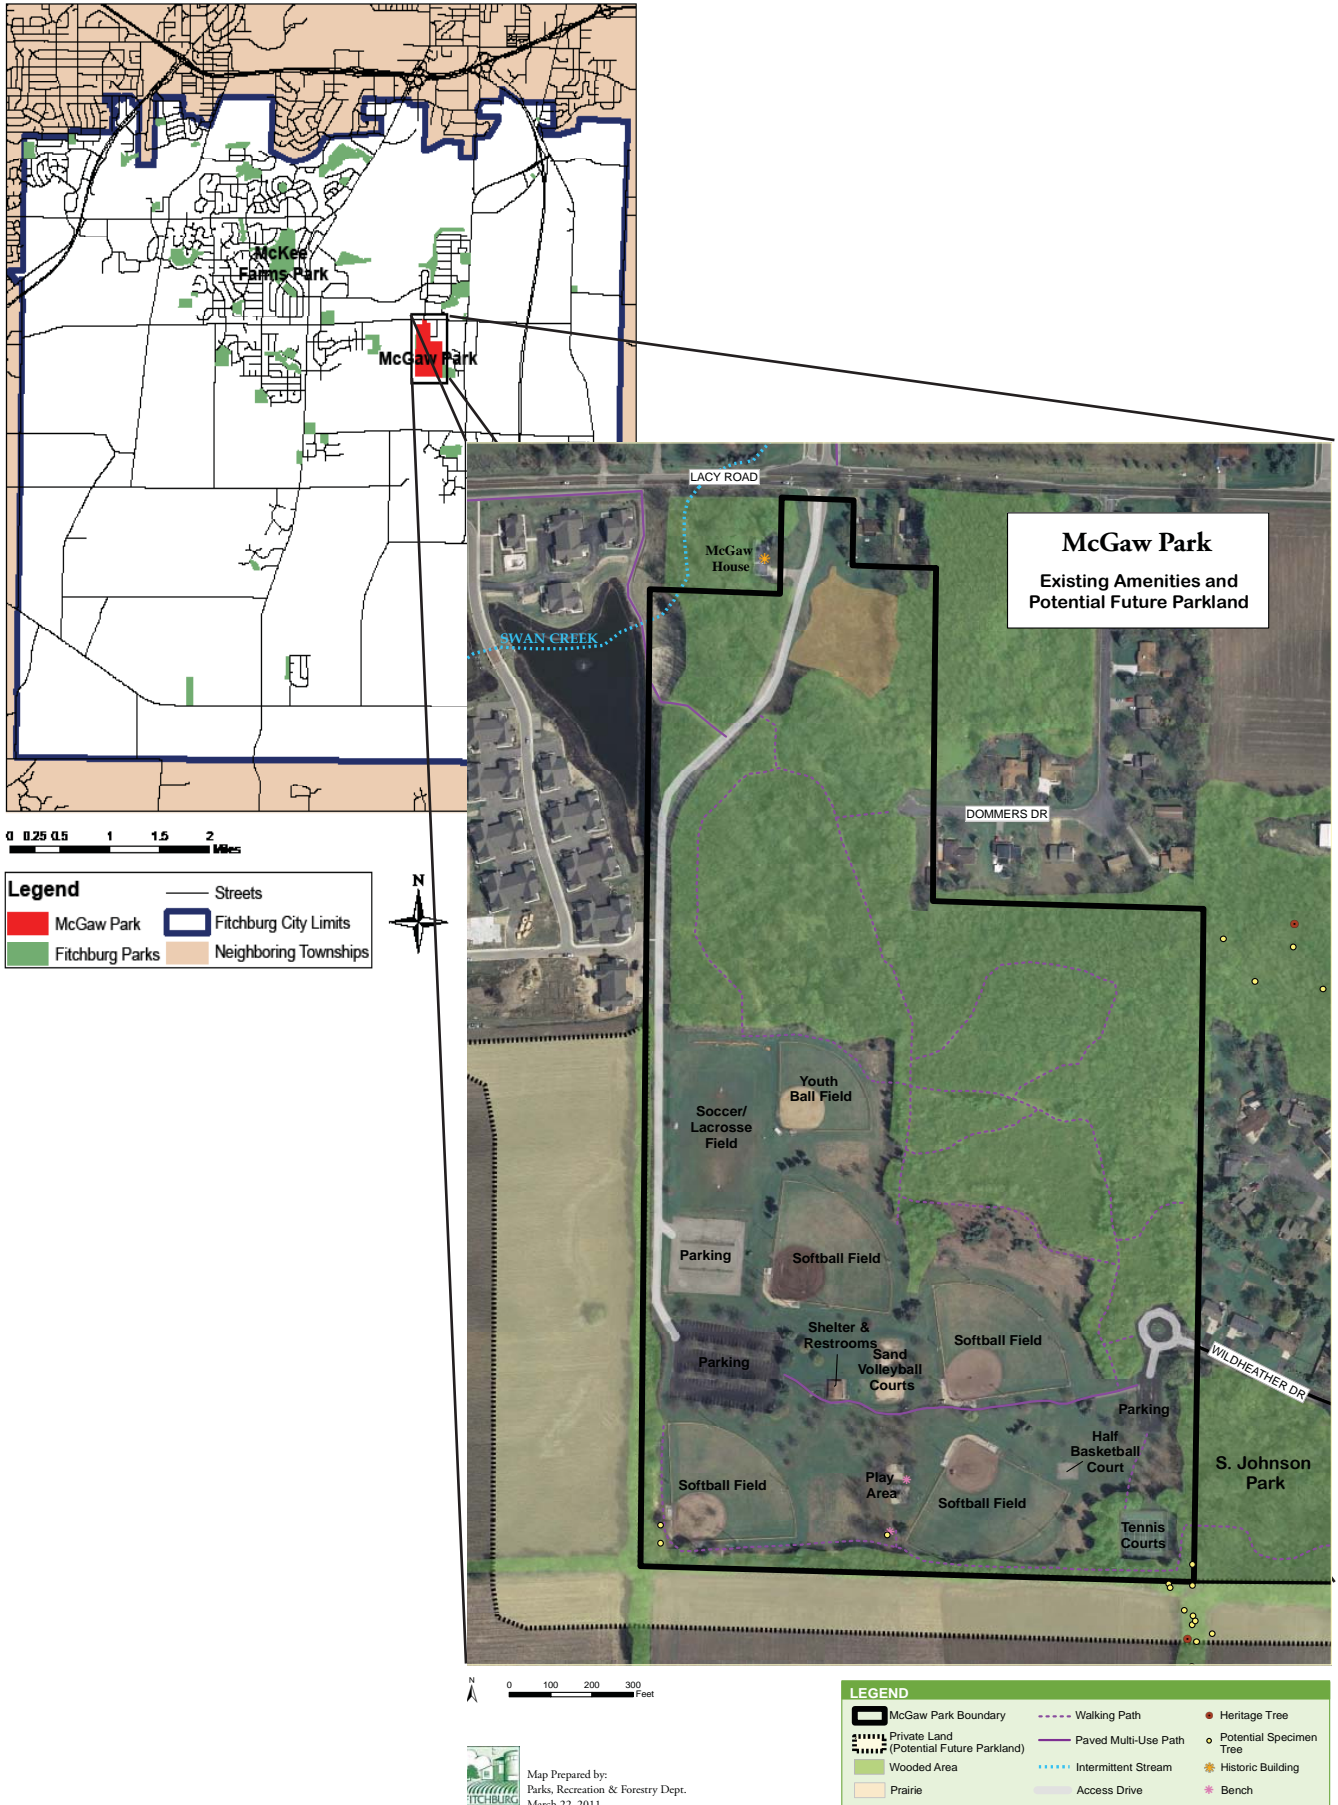 McKee
Farms Park
McGaw Park
0 0.25 0.5 1 1.5 2
Miles
Legend
McGaw Park
Fitchburg Parks
Streets
Fitchburg City Limits
Neighboring Townships
N
LACY ROAD
McGaw Park
Existing Amenities and
Potential Future Parkland
McGaw
House
SWAN CREEK
DOMMERS DR
Youth
Ball Field
Soccer/
Lacrosse
Field
Parking
Softball Field
Shelter &
Restrooms
Sand
Volleyball
Courts
Softball Field
Parking
WILDHEATHER DR
Parking
Half
Basketball
Court
S. Johnson
Park
Softball Field
Play
Area
Softball Field
Tennis
Courts
N
0 100 200 300
Feet
LEGEND
McGaw Park Boundary
Private Land
(Potential Future Parkland)
Wooded Area
Prairie
Walking Path
Paved Multi-Use Path
Intermittent Stream
Access Drive
Heritage Tree
Potential Specimen
Tree
Historic Building
Bench
FITCHBURG
Map Prepared by:
Parks, Recreation & Forestry Dept.
March 22, 2011